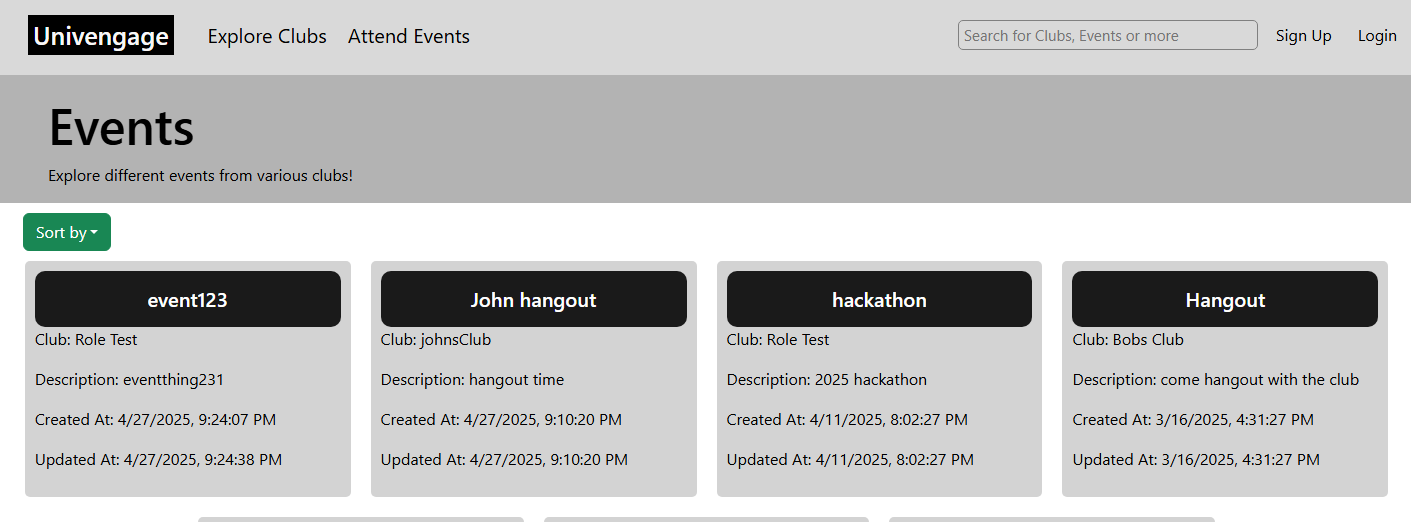 Univengage Explore Clubs Attend Events Search for Clubs, Events or more Sign Up Login
Events
Explore different events from various clubs!
Sort by
event123
Club: Role Test
Description: eventthing231
Created At: 4/27/2025, 9:24:07 PM
Updated At: 4/27/2025, 9:24:38 PM
John hangout
Club: johnsClub
Description: hangout time
Created At: 4/27/2025, 9:10:20 PM
Updated At: 4/27/2025, 9:10:20 PM
hackathon
Club: Role Test
Description: 2025 hackathon
Created At: 4/11/2025, 8:02:27 PM
Updated At: 4/11/2025, 8:02:27 PM
Hangout
Club: Bobs Club
Description: come hangout with the club
Created At: 3/16/2025, 4:31:27 PM
Updated At: 3/16/2025, 4:31:27 PM